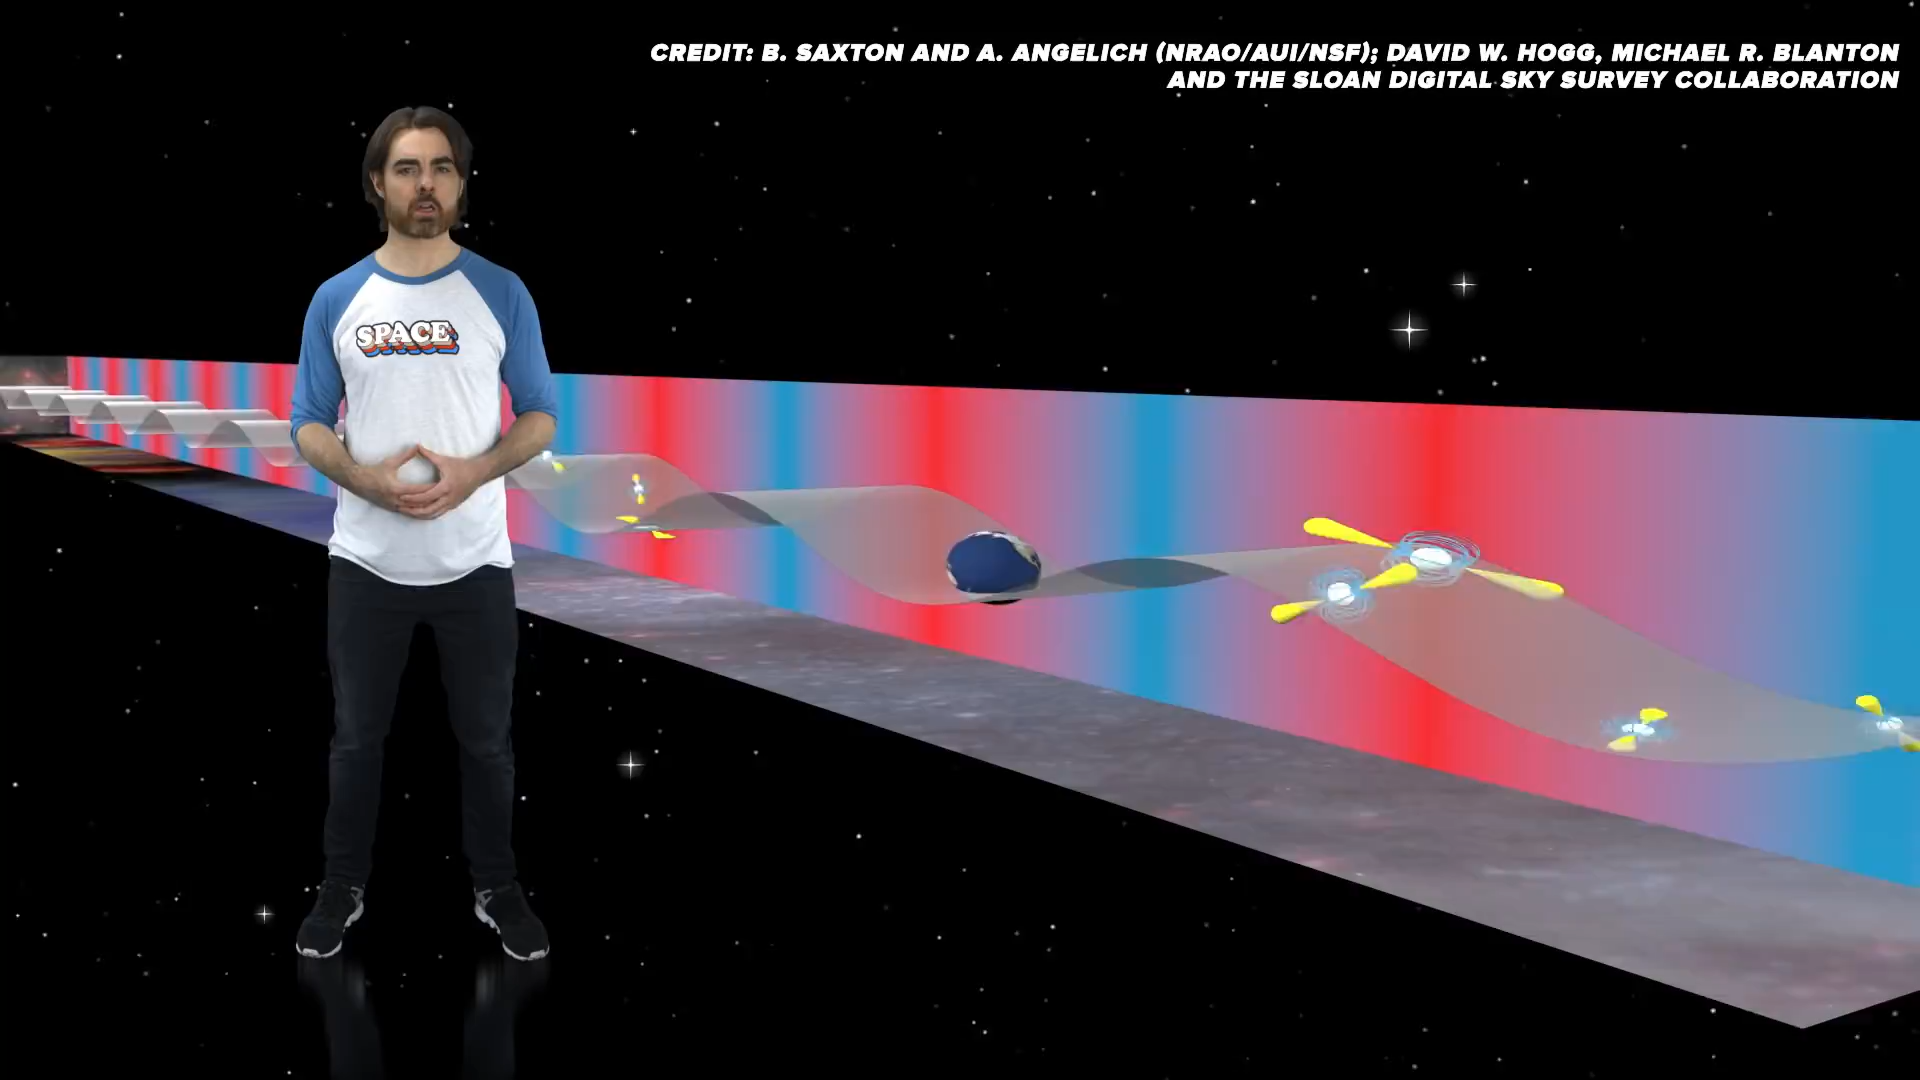 CREDIT: B. SAXTON AND A. ANGELICH (NRAO/AUI/NSF); DAVID W. HOGG, MICHAEL R. BLANTON
AND THE SLOAN DIGITAL SKY SURVEY COLLABORATION
SPACE